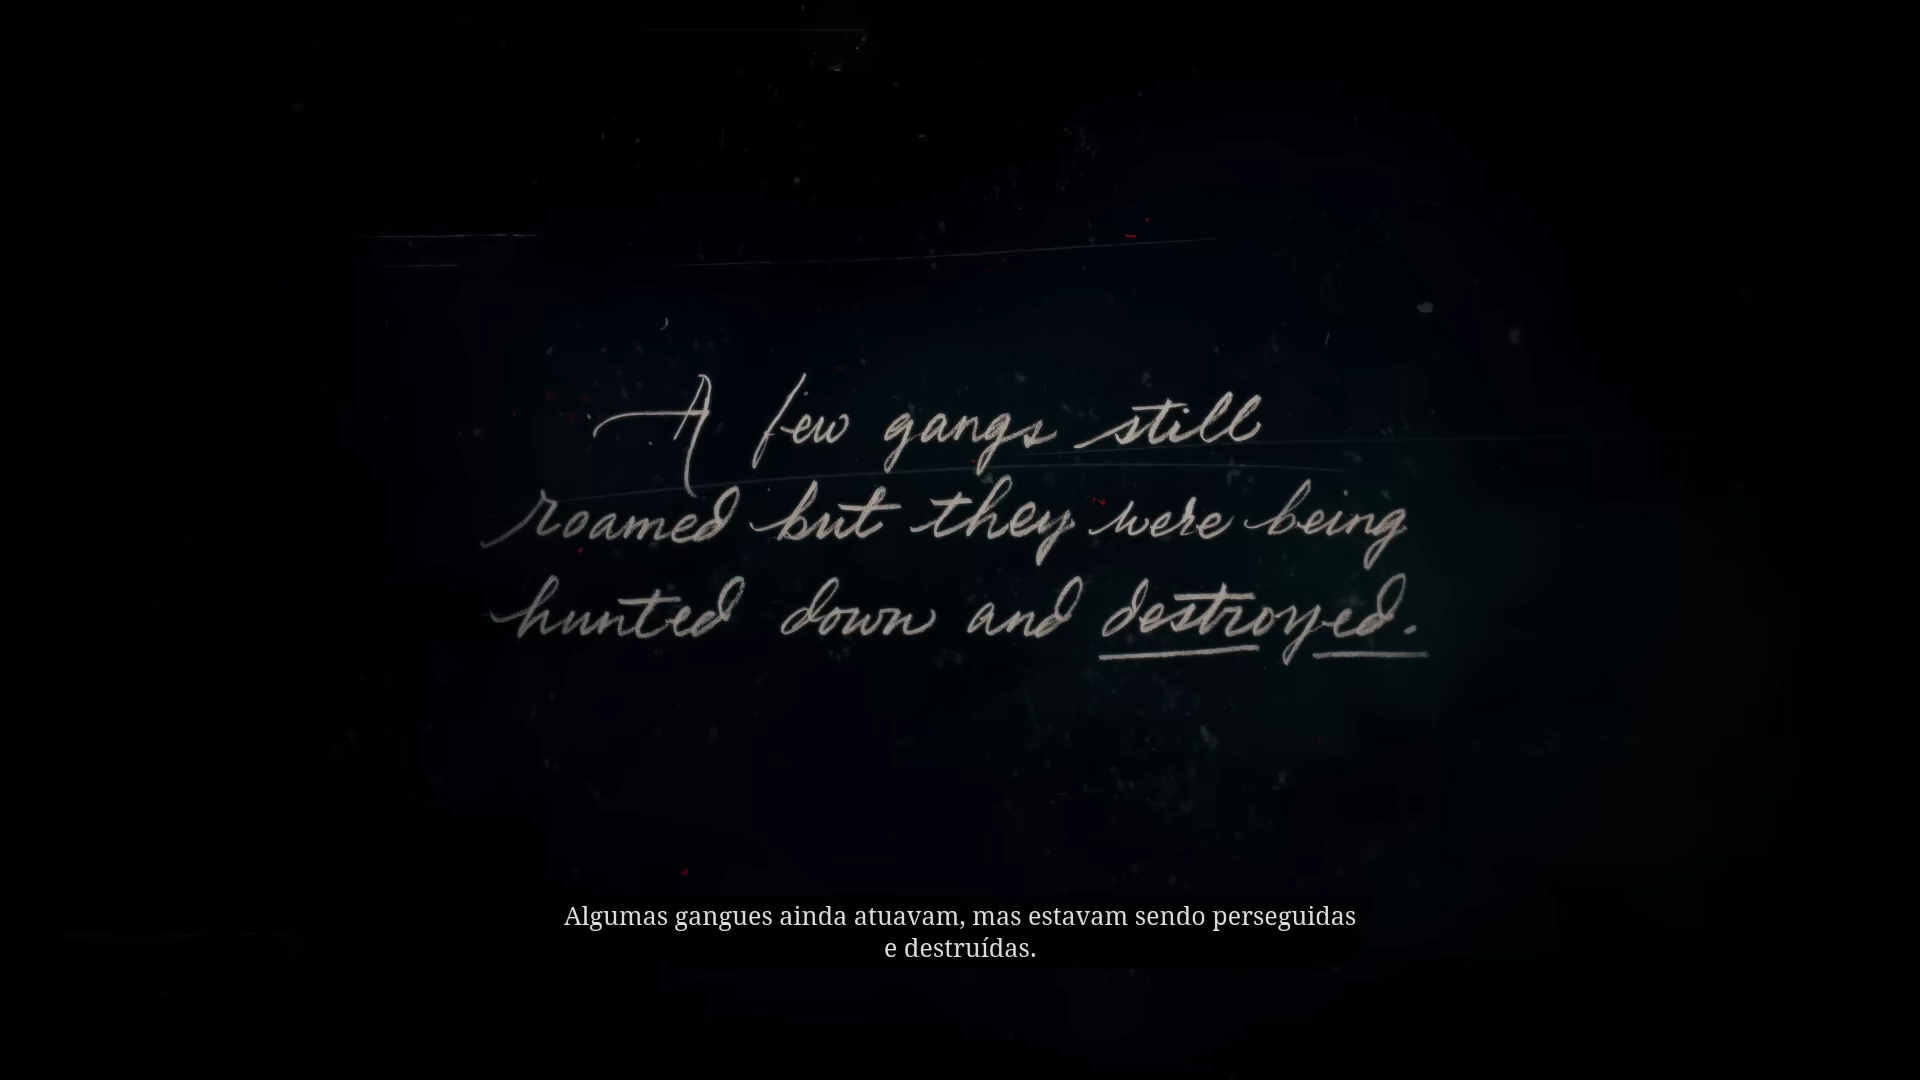 A few gangs still
roamed but they were being
hunted down and destroyed.
Algumas gangues ainda atuavam, mas estavam sendo perseguidas
e destruídas.